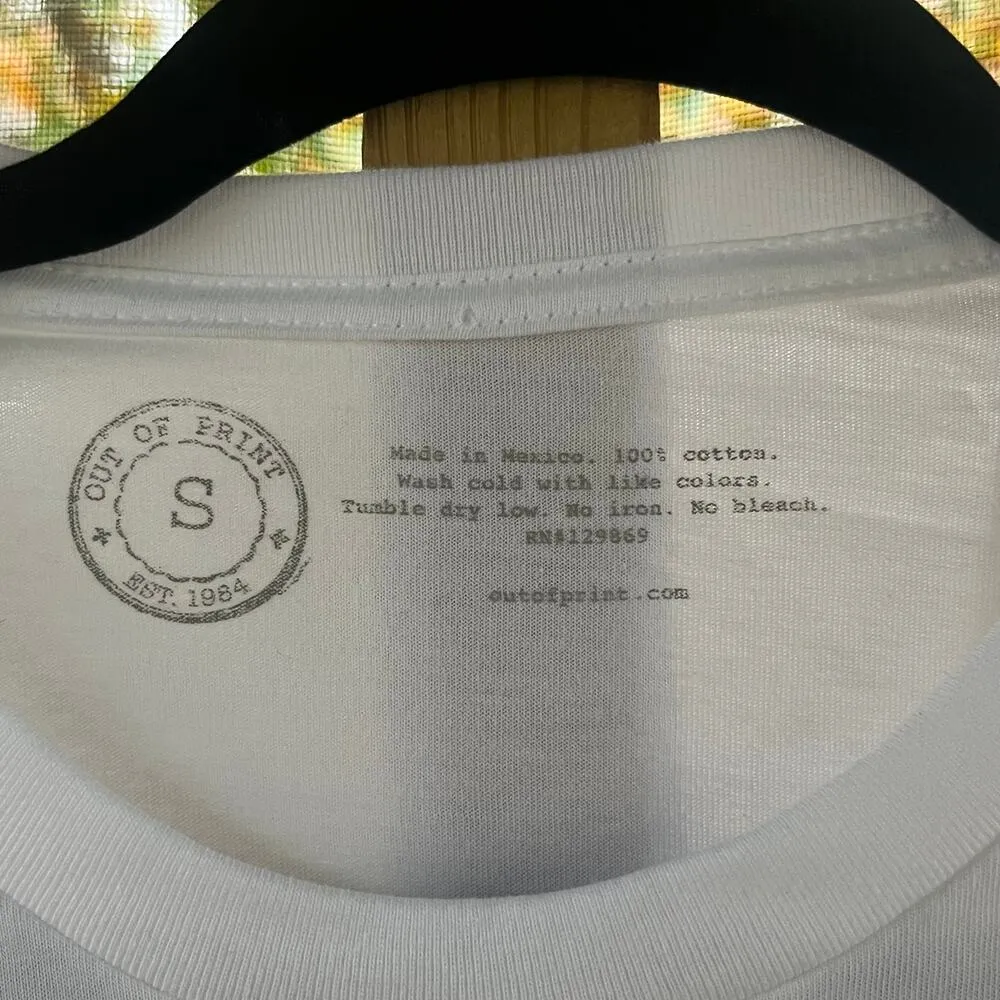 OUT OF PRINT
S
EST. 1984
Made in Mexico. 100% cotton.
Wash cold with like colors.
Tumble dry low. No iron. No bleach.
RN#129869
outofprint.com